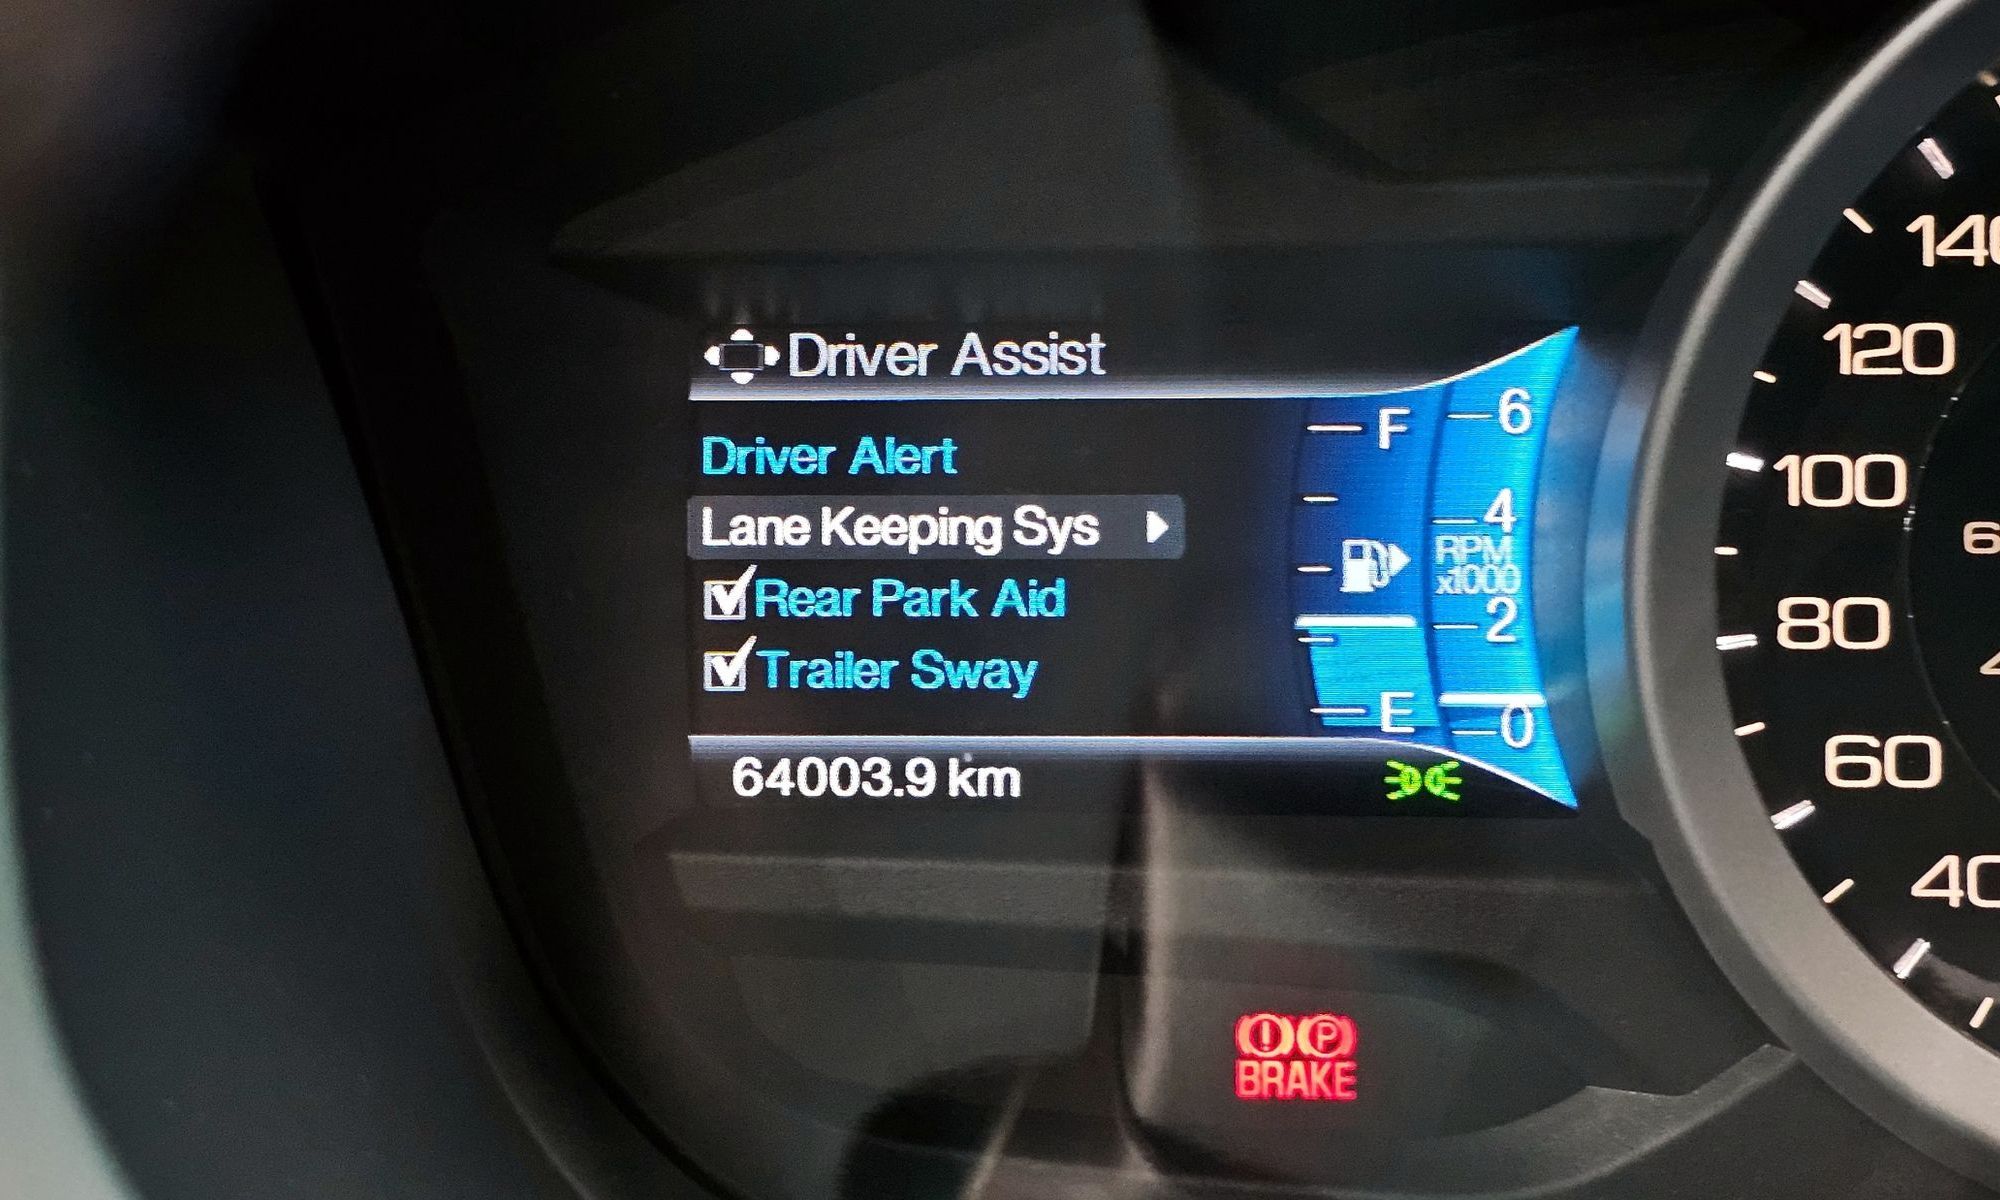 Driver Assist
Driver Alert
Lane Keeping Sys
Rear Park Aid
Trailer Sway
F
E
6
4
RPM
x1000
2
0
64003.9 km
P
BRAKE
120
100
80
60
40